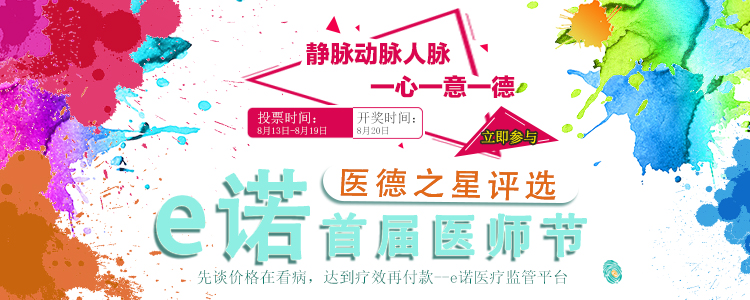 静脉动脉人脉
一心一意一德
投票时间：
8月13日-8月19日
开奖时间：
8月20日
立即参与
医德之星评选
e诺首届医师节
先谈价格在看病，达到疗效再付款--e诺医疗监管平台